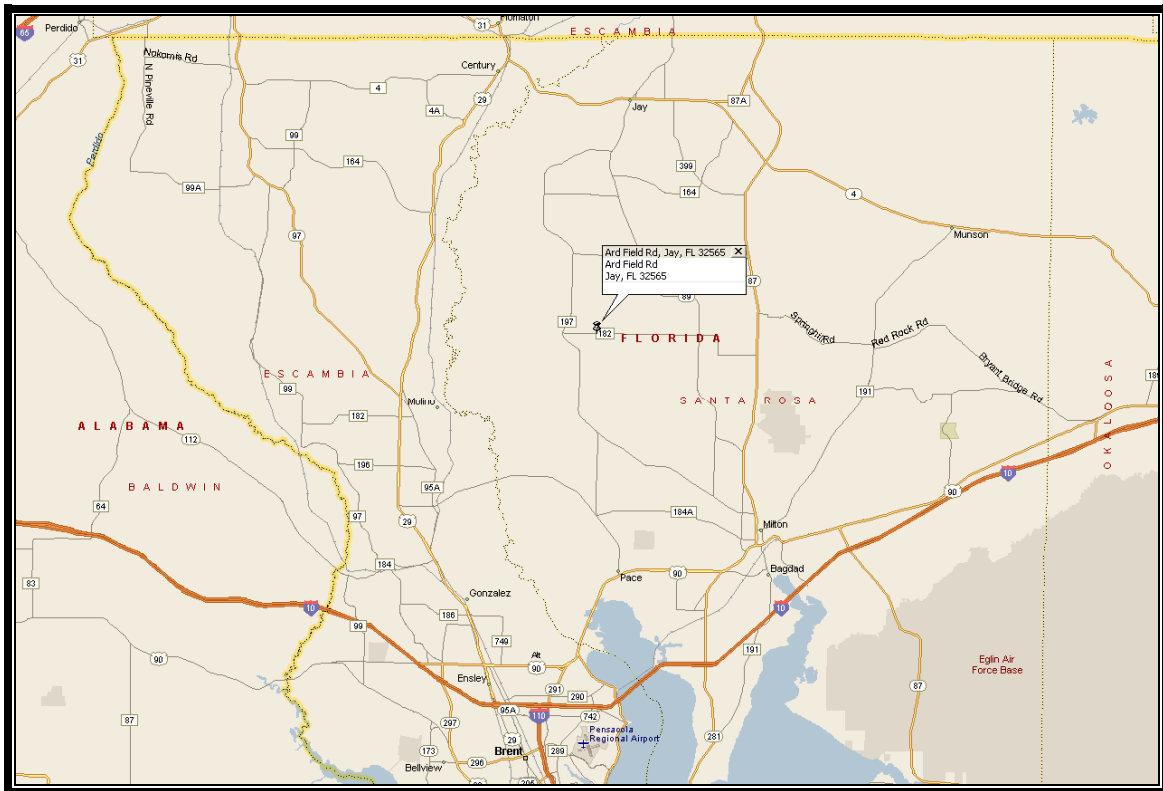 Perdido
65
31
Nokomis Rd
N Pineville Rd
31
ESCAMBIA
Century
29
4
4A
Jay
87A
99
164
399
164
99A
Perdido
4
97
Munson
Ard Field Rd, Jay, FL 32565
Ard Field Rd
Jay, FL 32565
87
89
197
182
FLORIDA
Springhill Rd
Red Rock Rd
Bryant Bridge Rd
ESCAMBIA
99
Molino
182
SANTA ROSA
191
OKALOOSA
ALABAMA
112
196
BALDWIN
95A
10
90
64
97
29
184A
Milton
184
Pace
90
Bagdad
83
Gonzalez
10
10
186
99
749
191
90
Alt
90
Eglin Air
Force Base
Ensley
291
290
87
95A
110
742
87
297
Pensacola
Regional Airport
281
29
173
Brent
289
296
Bellview